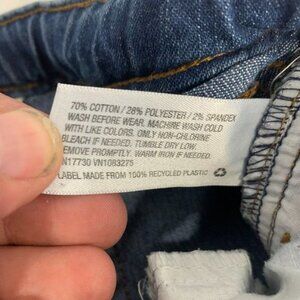 70% COTTON / 28% POLYESTER / 2% SPANDEX
WASH BEFORE WEAR. MACHINE WASH COLD
WITH LIKE COLORS. ONLY NON-CHLORINE
BLEACH IF NEEDED. TUMBLE DRY LOW.
REMOVE PROMPTLY. WARM IRON IF NEEDED.
N17730 VN1083275
LABEL MADE FROM 100% RECYCLED PLASTIC